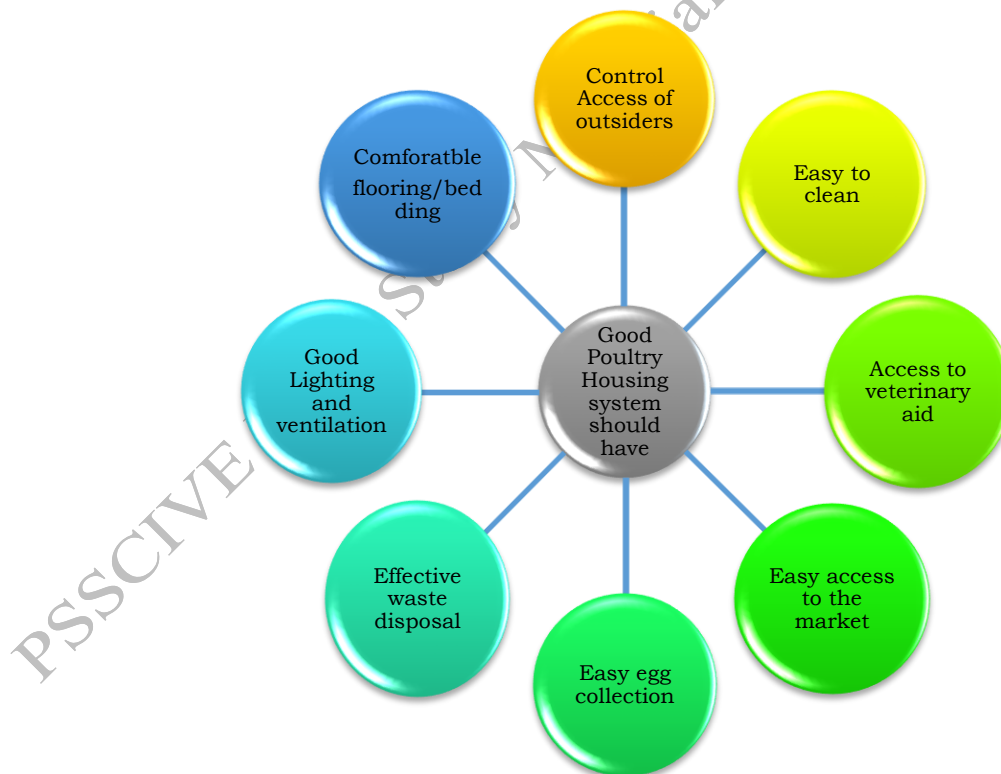 Control
Access of
outsiders
Easy to
clean
Access to
veterinary
aid
Easy access
to the
market
Easy egg
collection
Effective
waste
disposal
Good
Lighting
and
ventilation
Comforatble
flooring/bed
ding
Good
Poultry
Housing
system
should
have
PSSCIVE